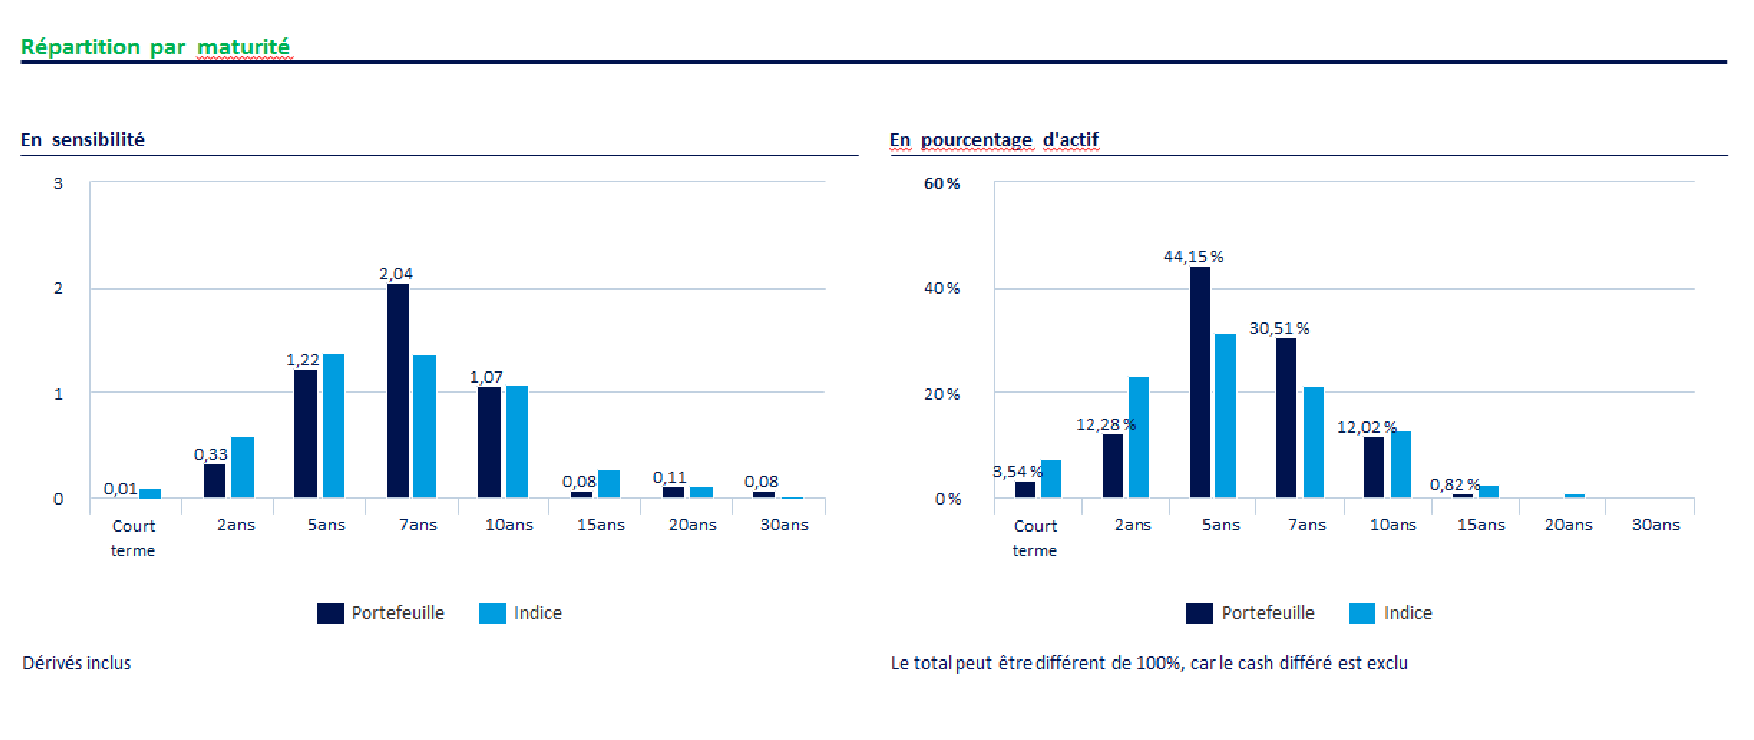 Répartition par maturité
En sensibilité
3
2
1
0
0,01
0,33
1,22
2,04
1,07
0,08
0,11
0,08
Court terme
2ans
5ans
7ans
10ans
15ans
20ans
30ans
Portefeuille
Indice
Dérivés inclus
En pourcentage d'actif
60 %
40 %
20 %
0 %
3,54 %
12,28 %
44,15 %
30,51 %
12,02 %
0,82 %
Court terme
2ans
5ans
7ans
10ans
15ans
20ans
30ans
Portefeuille
Indice
Le total peut être différent de 100%, car le cash différé est exclu